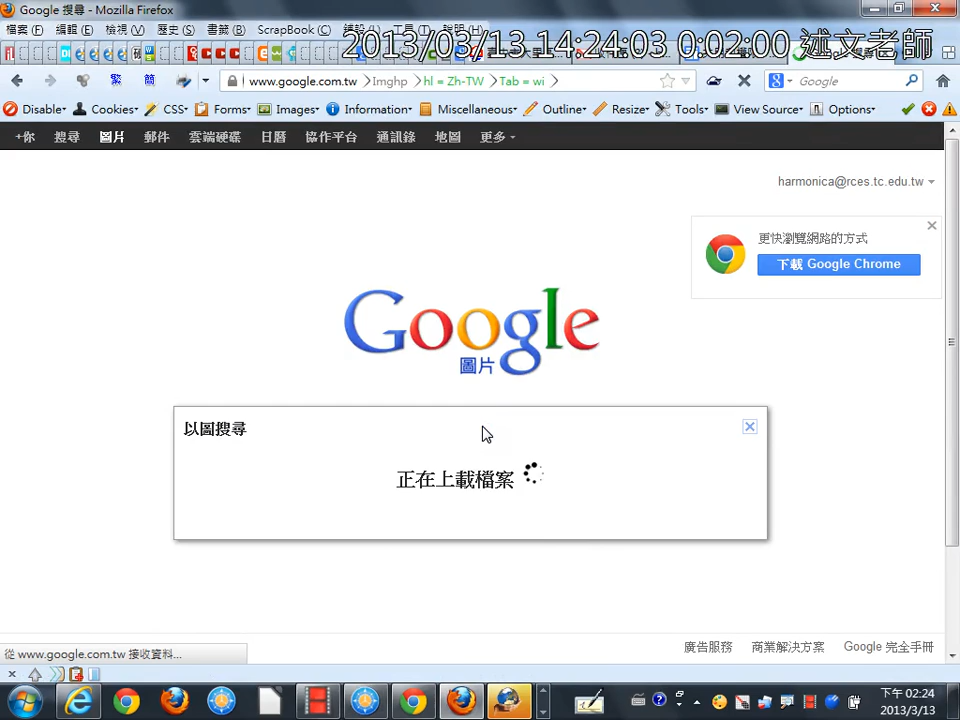 Google 搜尋 - Mozilla Firefox
檔案(F) 編輯(E) 檢視(V) 歷史(S) 書籤(B) ScrapBook(C) 工具(T)
2013/03/13 14:24:03 0:02:00 述文老師
繁 簡 www.google.com.tw Imghp hl = Zh-TW Tab = wi Google
Disable Cookies CSS Forms Images Information Miscellaneous Outline Resize Tools View Source Options
+你 搜尋 圖片 郵件 雲端硬碟 日曆 協作平台 通訊錄 地圖 更多
harmonica@rces.tc.edu.tw
更快瀏覽網路的方式
下載 Google Chrome
Google
圖片
以圖搜尋
正在上載檔案
廣告服務 商業解決方案 Google 完全手冊
從 www.google.com.tw 接收資料...
下午 02:24
2013/3/13